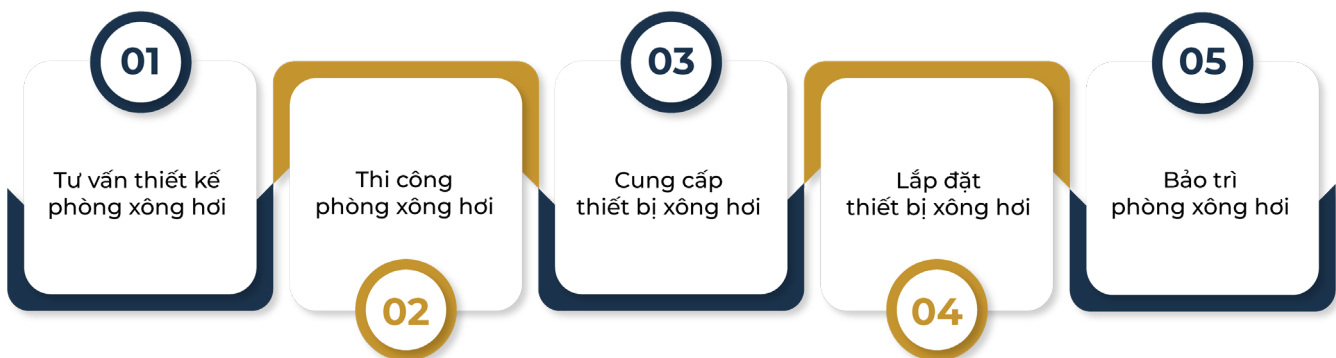 01
Tư vấn thiết kế
phòng xông hơi
Thi công
phòng xông hơi
02
03
Cung cấp
thiết bị xông hơi
Lắp đặt
thiết bị xông hơi
04
05
Bảo trì
phòng xông hơi